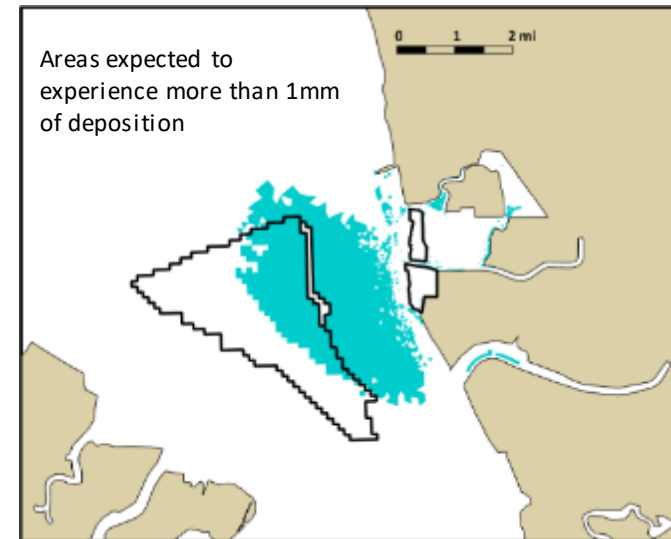 Areas expected to
experience more than 1mm
of deposition
0 1 2 mi